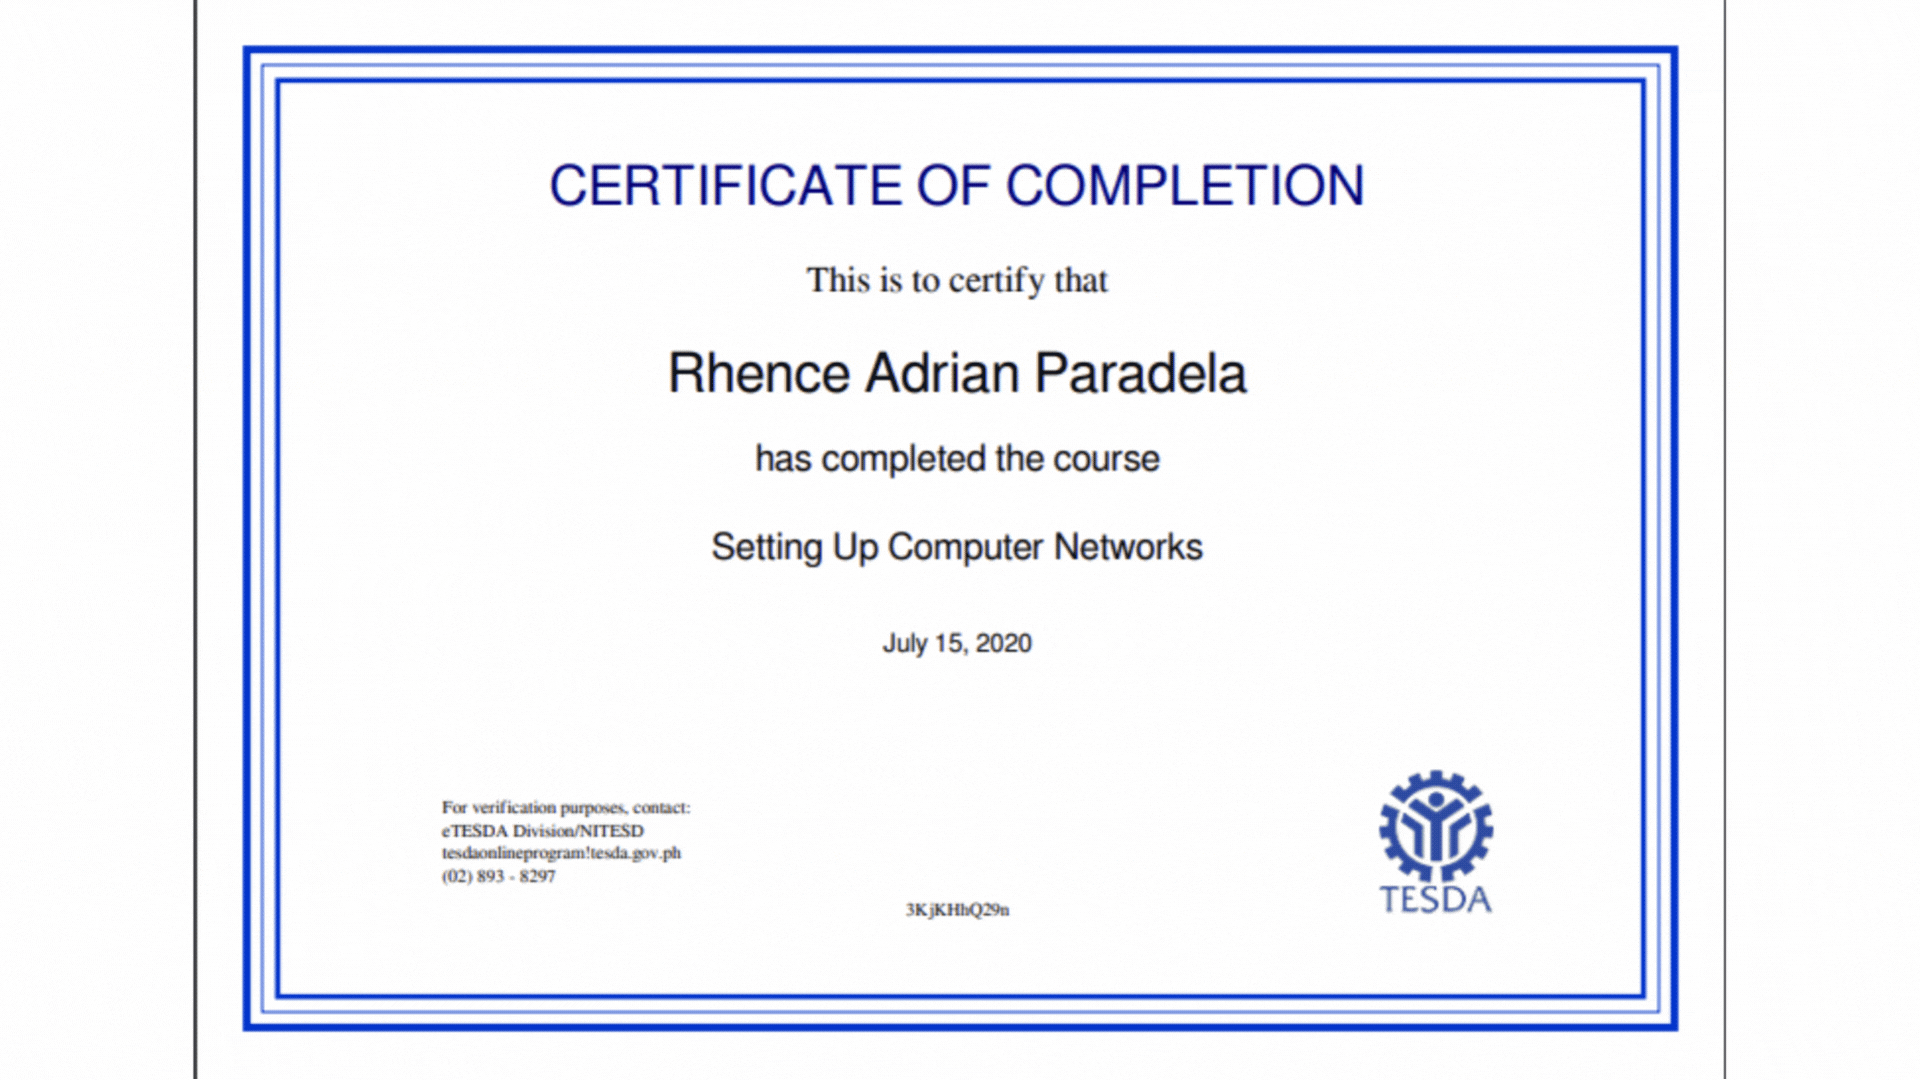 CERTIFICATE OF COMPLETION
This is to certify that
Rhence Adrian Paradela
has completed the course
Setting Up Computer Networks
July 15, 2020
For verification purposes, contact:
eTESDA Division/NITESD
tesdaonlineprogram!tesda.gov.ph
(02) 893 - 8297
3KjKHhQ29n
TESDA